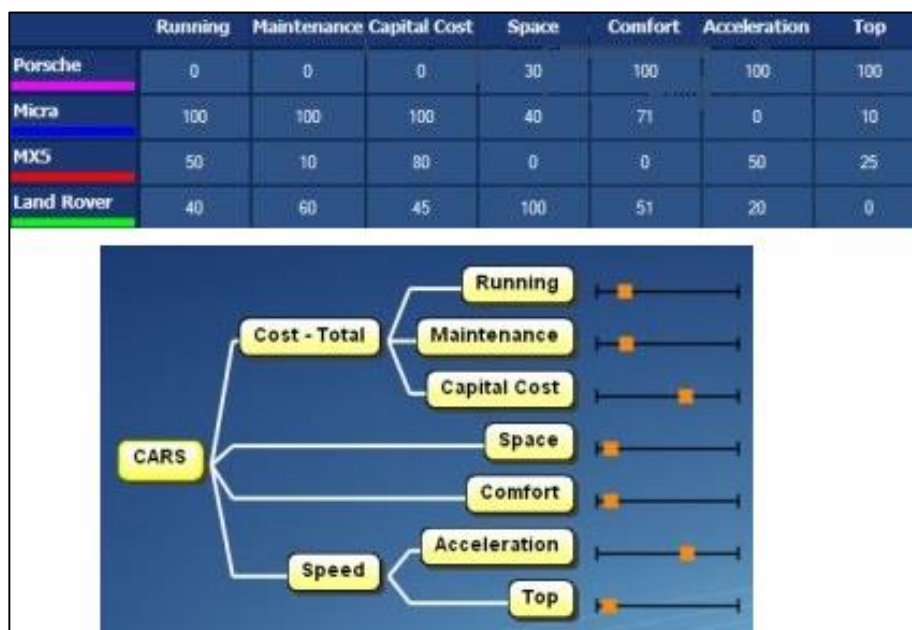 Running Maintenance Capital Cost Space Comfort Acceleration Top
Porsche 0 0 0 30 100 100 100
Micra 100 100 100 40 71 0 10
MX5 50 10 80 0 0 50 25
Land Rover 40 60 45 100 51 20 0
Running
Cost - Total Maintenance
Capital Cost
Space
CARS
Comfort
Acceleration
Speed
Top